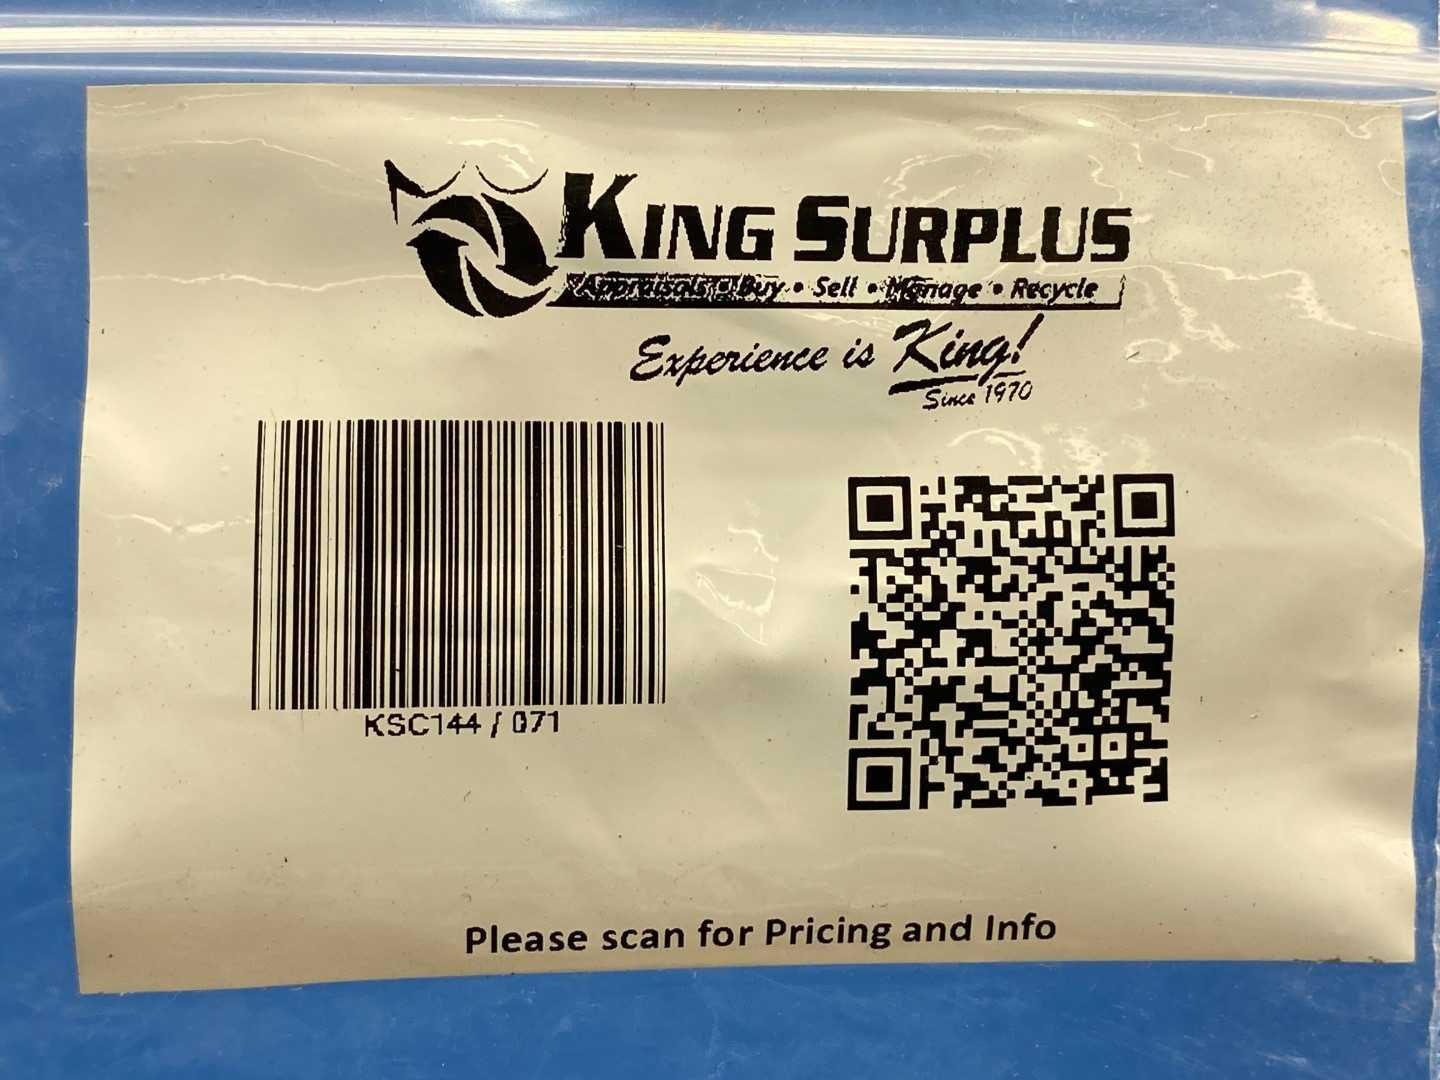 KING SURPLUS
Appraisals • Buy • Sell • Manage • Recycle
Experience is King!
Since 1970
KSC144 / 071
Please scan for Pricing and Info